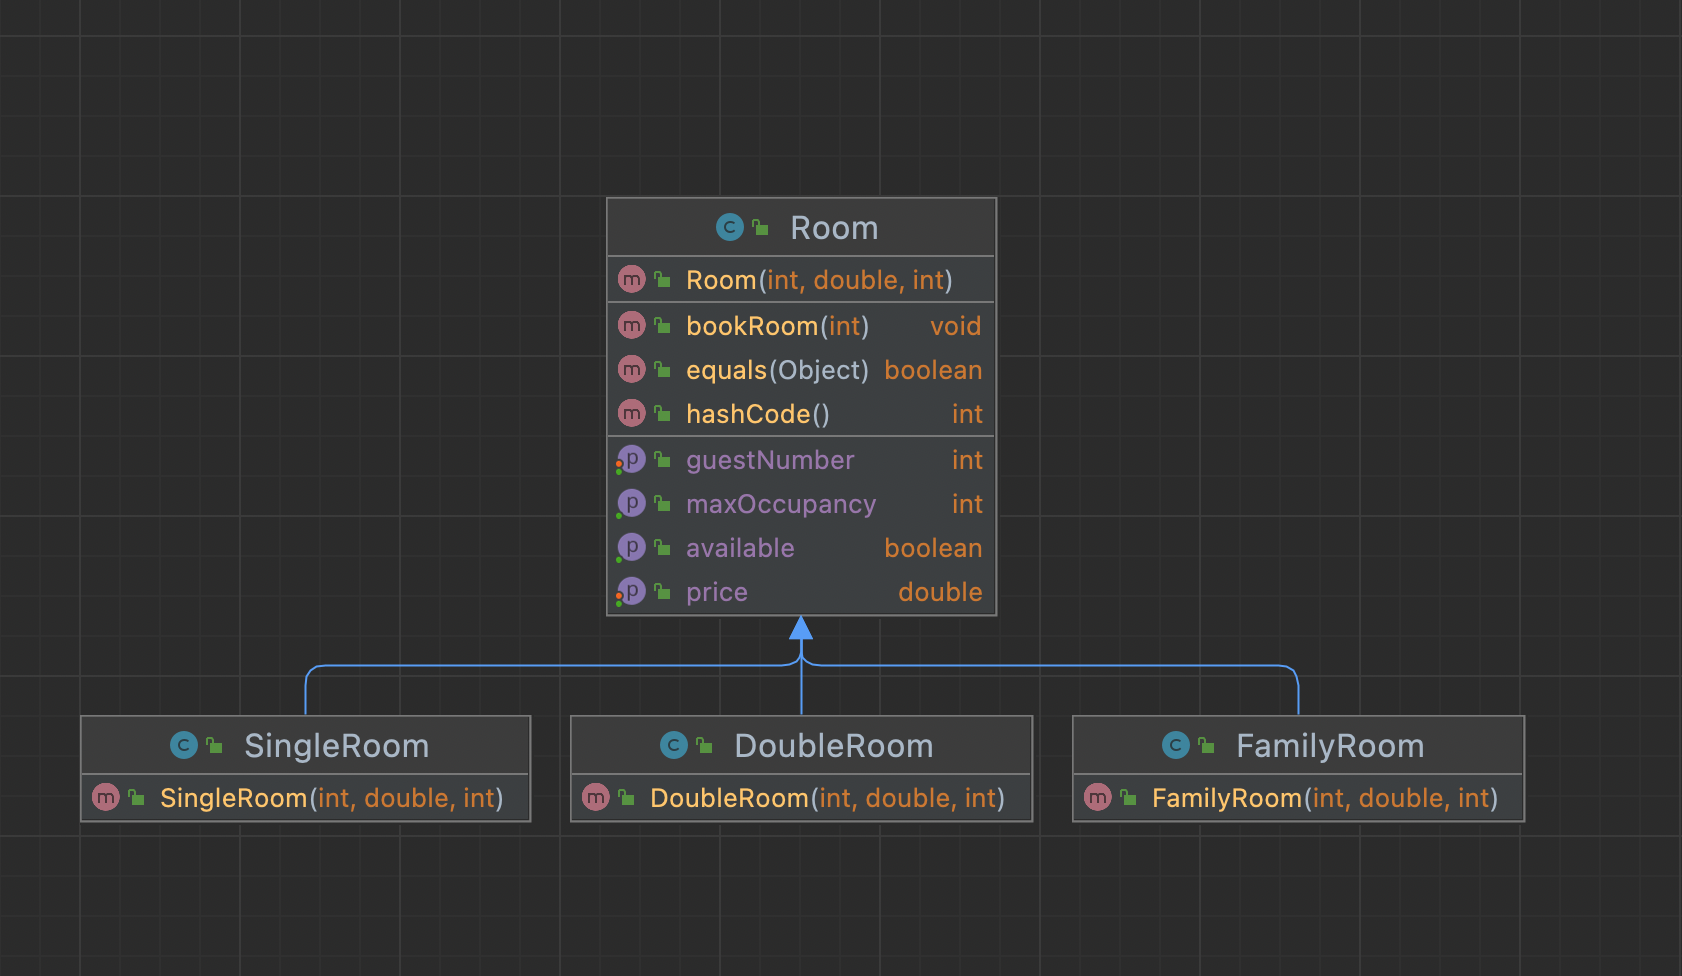 Room
Room(int, double, int)
bookRoom(int) void
equals(Object) boolean
hashCode() int
guestNumber int
maxOccupancy int
available boolean
price double
SingleRoom
SingleRoom(int, double, int)
DoubleRoom
DoubleRoom(int, double, int)
FamilyRoom
FamilyRoom(int, double, int)